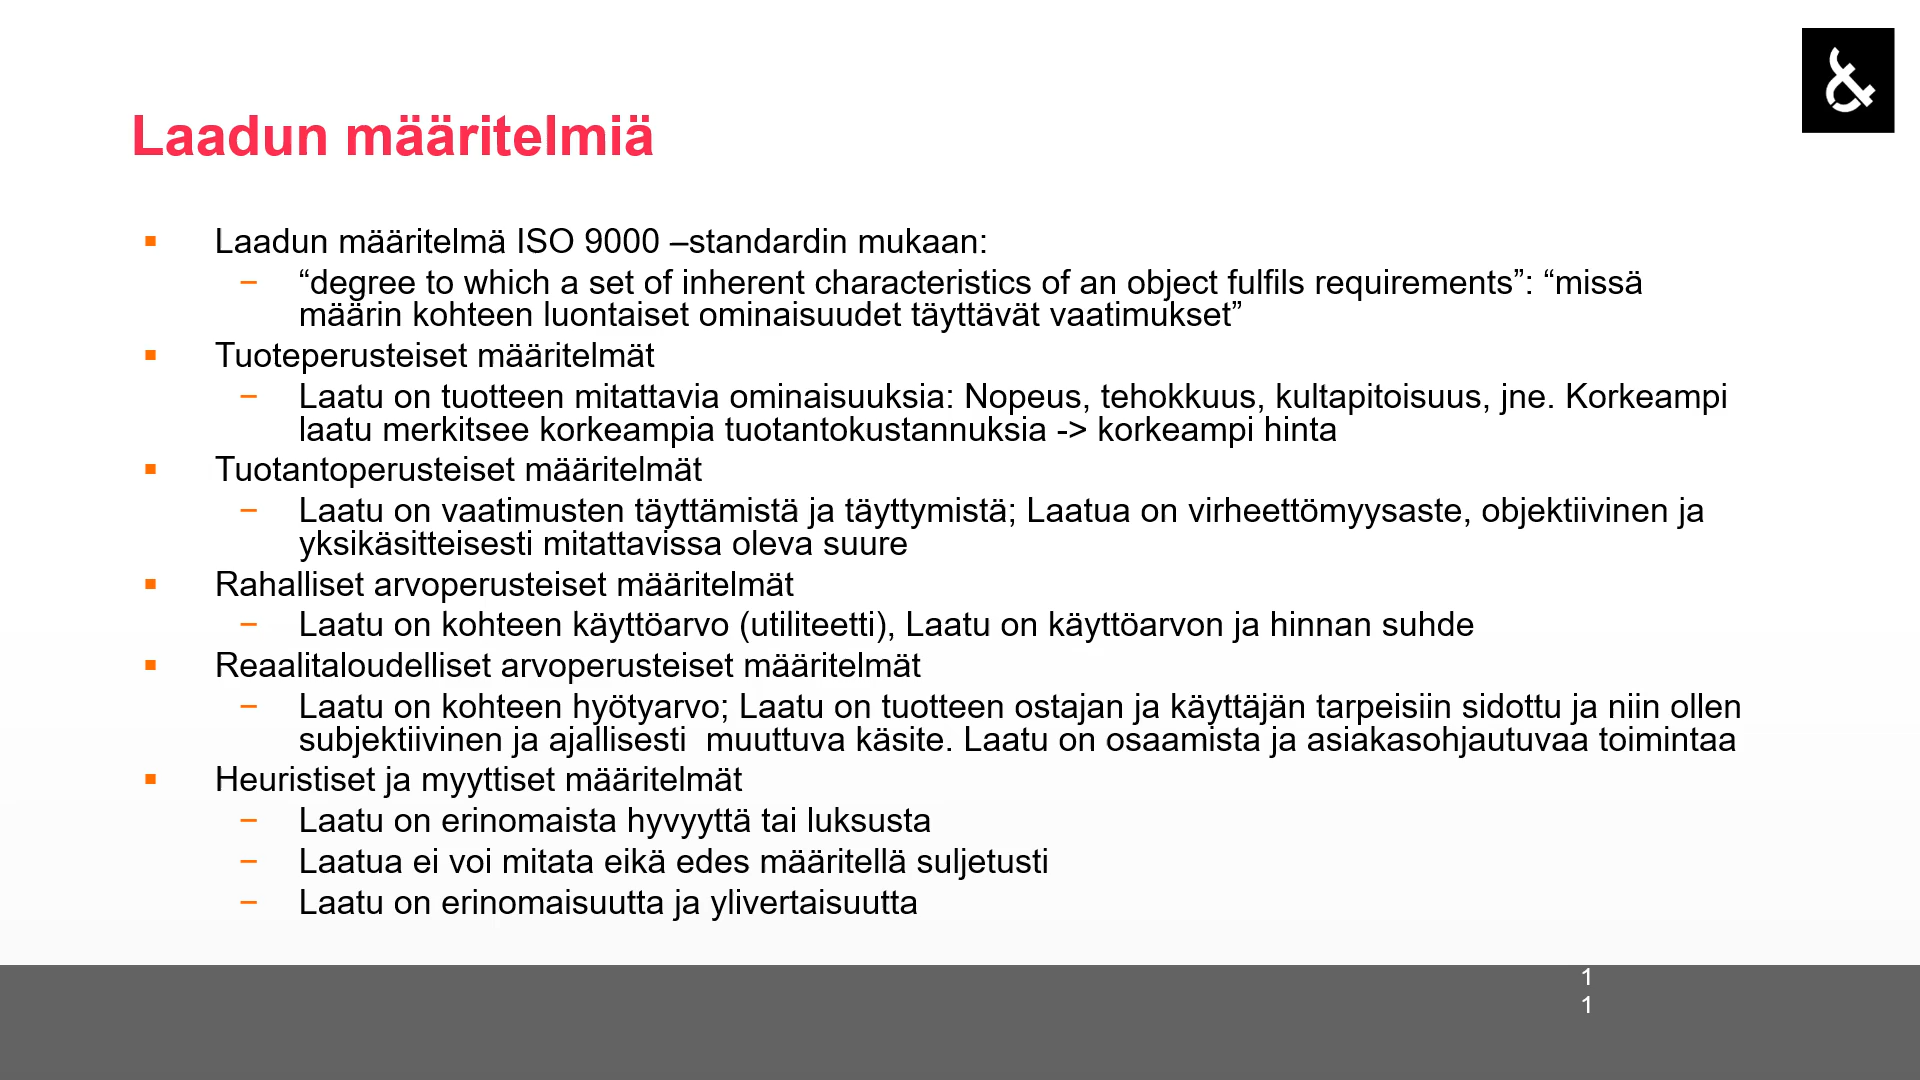 &
Laadun määritelmiä
▪ Laadun määritelmä ISO 9000 –standardin mukaan:
− “degree to which a set of inherent characteristics of an object fulfils requirements”: “missä
määrin kohteen luontaiset ominaisuudet täyttävät vaatimukset”
▪ Tuoteperusteiset määritelmät
− Laatu on tuotteen mitattavia ominaisuuksia: Nopeus, tehokkuus, kultapitoisuus, jne. Korkeampi
laatu merkitsee korkeampia tuotantokustannuksia -> korkeampi hinta
▪ Tuotantoperusteiset määritelmät
− Laatu on vaatimusten täyttämistä ja täyttymistä; Laatua on virheettömyysaste, objektiivinen ja
yksikäsitteisesti mitattavissa oleva suure
▪ Rahalliset arvoperusteiset määritelmät
− Laatu on kohteen käyttöarvo (utiliteetti), Laatu on käyttöarvon ja hinnan suhde
▪ Reaalitaloudelliset arvoperusteiset määritelmät
− Laatu on kohteen hyötyarvo; Laatu on tuotteen ostajan ja käyttäjän tarpeisiin sidottu ja niin ollen
subjektiivinen ja ajallisesti  muuttuva käsite. Laatu on osaamista ja asiakasohjautuvaa toimintaa
▪ Heuristiset ja myyttiset määritelmät
− Laatu on erinomaista hyvyyttä tai luksusta
− Laatua ei voi mitata eikä edes määritellä suljetusti
− Laatu on erinomaisuutta ja ylivertaisuutta
1
1